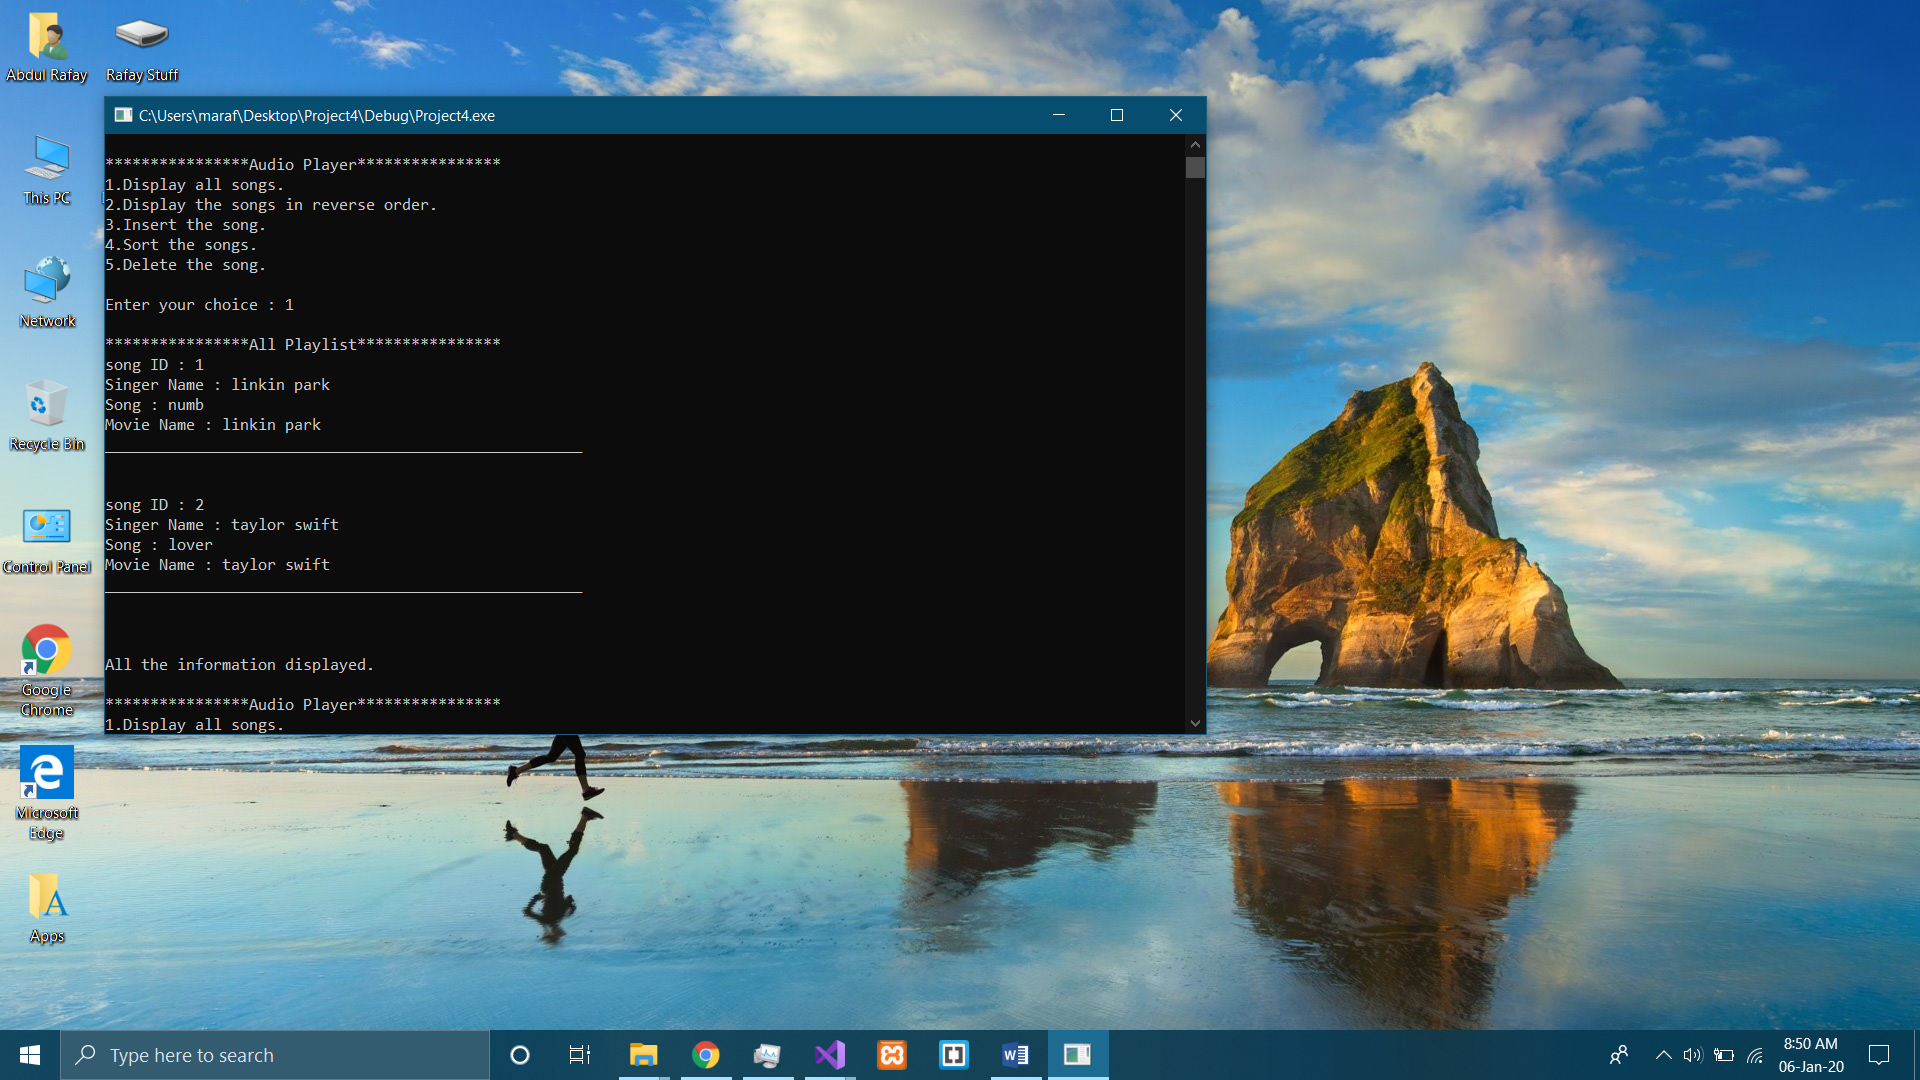 Abdul Rafay
Rafay Stuff
This PC
Network
Recycle Bin
Control Panel
Google
Chrome
Microsoft
Edge
Apps
C:\Users\maraf\Desktop\Project4\Debug\Project4.exe
****************Audio Player****************
1.Display all songs.
2.Display the songs in reverse order.
3.Insert the song.
4.Sort the songs.
5.Delete the song.
Enter your choice : 1
****************All Playlist****************
song ID : 1
Singer Name : linkin park
Song : numb
Movie Name : linkin park
song ID : 2
Singer Name : taylor swift
Song : lover
Movie Name : taylor swift
All the information displayed.
****************Audio Player****************
1.Display all songs.
Type here to search
8:50 AM
06-Jan-20